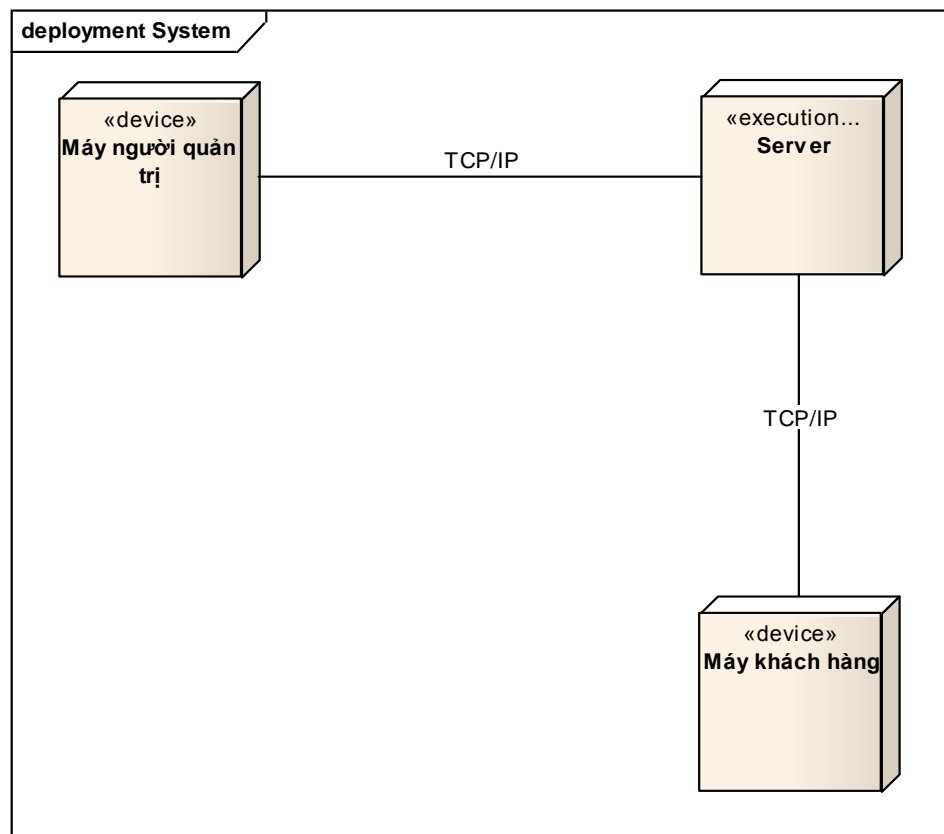 deployment System
«device»
Máy người quản
trị
TCP/IP
«execution...
Server
TCP/IP
«device»
Máy khách hàng